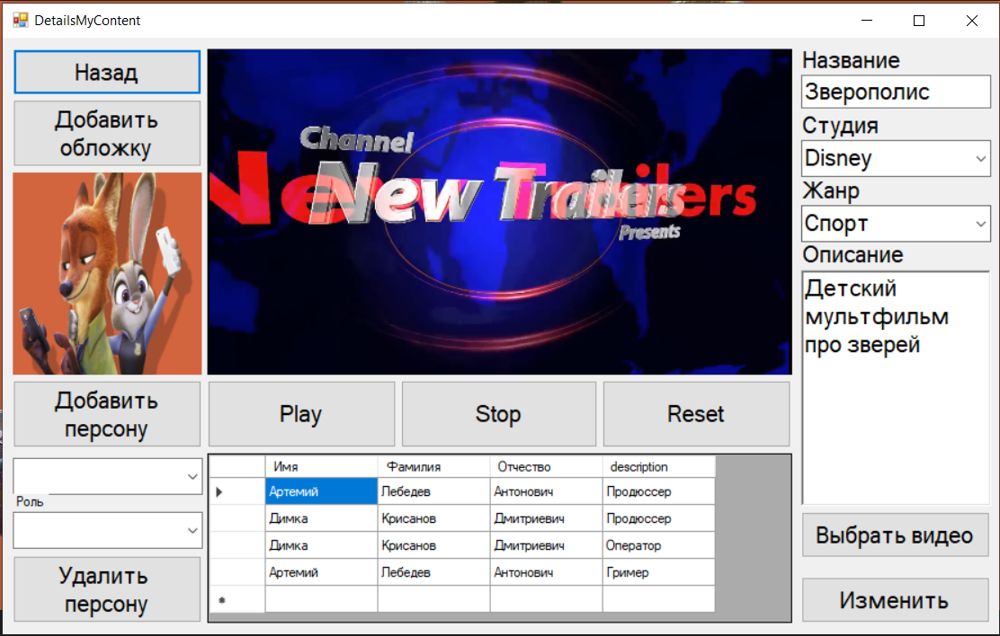 DetailsMyContent
Назад
Добавить
обложку
Channel
New Trailers
New Trailers
Presents
Название
Зверополис
Студия
Disney
Жанр
Спорт
Описание
Детский
мультфильм
про зверей
Добавить
персону
Play
Stop
Reset
Роль
Удалить
персону
Имя Фамилия Отчество description
Артемий Лебедев Антонович Продюссер
Димка Крисанов Дмитриевич Продюссер
Димка Крисанов Дмитриевич Оператор
Артемий Лебедев Антонович Гример
Выбрать видео
Изменить